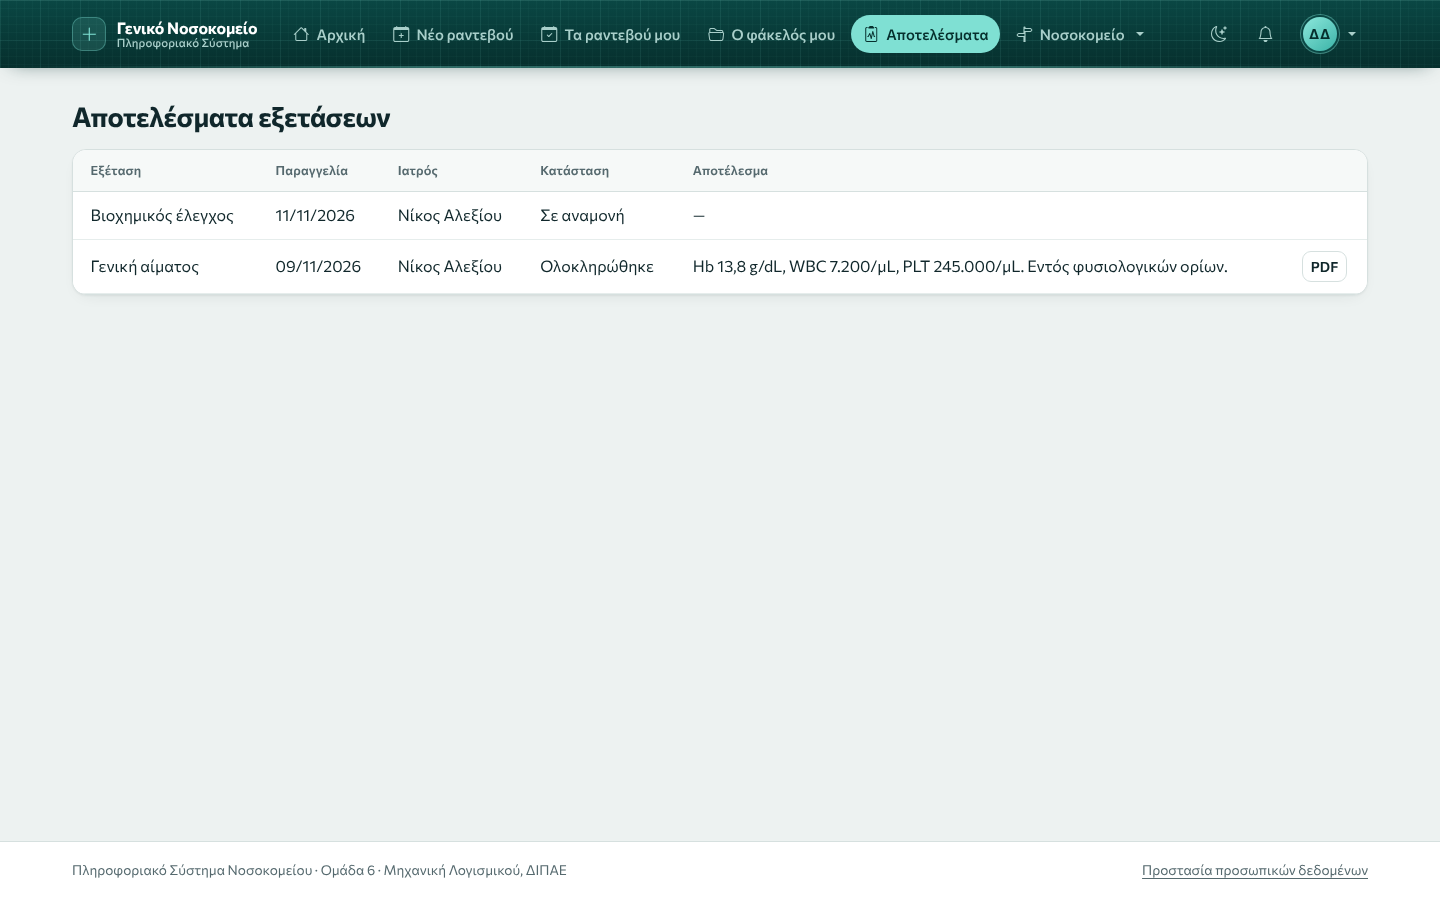 Γενικό Νοσοκομείο
Πληροφοριακό Σύστημα
Αρχική
Νέο ραντεβού
Τα ραντεβού μου
Ο φάκελός μου
Αποτελέσματα
Νοσοκομείο
ΔΔ
Αποτελέσματα εξετάσεων
Εξέταση Παραγγελία Ιατρός Κατάσταση Αποτέλεσμα
Βιοχημικός έλεγχος 11/11/2026 Νίκος Αλεξίου Σε αναμονή —
Γενική αίματος 09/11/2026 Νίκος Αλεξίου Ολοκληρώθηκε Hb 13,8 g/dL, WBC 7.200/μL, PLT 245.000/μL. Εντός φυσιολογικών ορίων. PDF
Πληροφοριακό Σύστημα Νοσοκομείου · Ομάδα 6 · Μηχανική Λογισμικού, ΔΙΠΑΕ
Προστασία προσωπικών δεδομένων